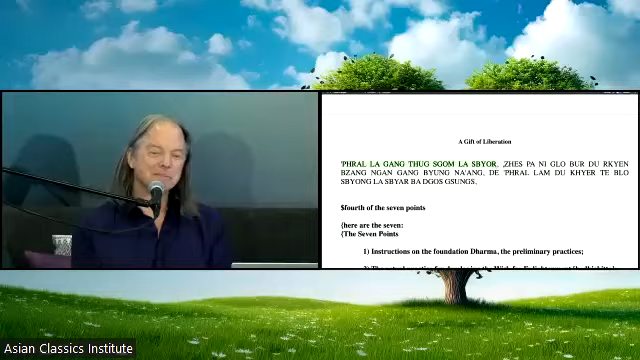 A Gift of Liberation
'PHRAL LA GANG THUG SGOM LA SBYOR, ,ZHES PA NI GLO BUR DU RKYEN
BZANG NGAN GANG BYUNG NA'ANG, DE 'PHRAL LAM DU KHYER TE BLO
SBYONG LA SBYAR BA DGOS GSUNGS,
$fourth of the seven points
{here are the seven:
{The Seven Points
1) Instructions on the foundation Dharma, the preliminary practices;
Asian Classics Institute